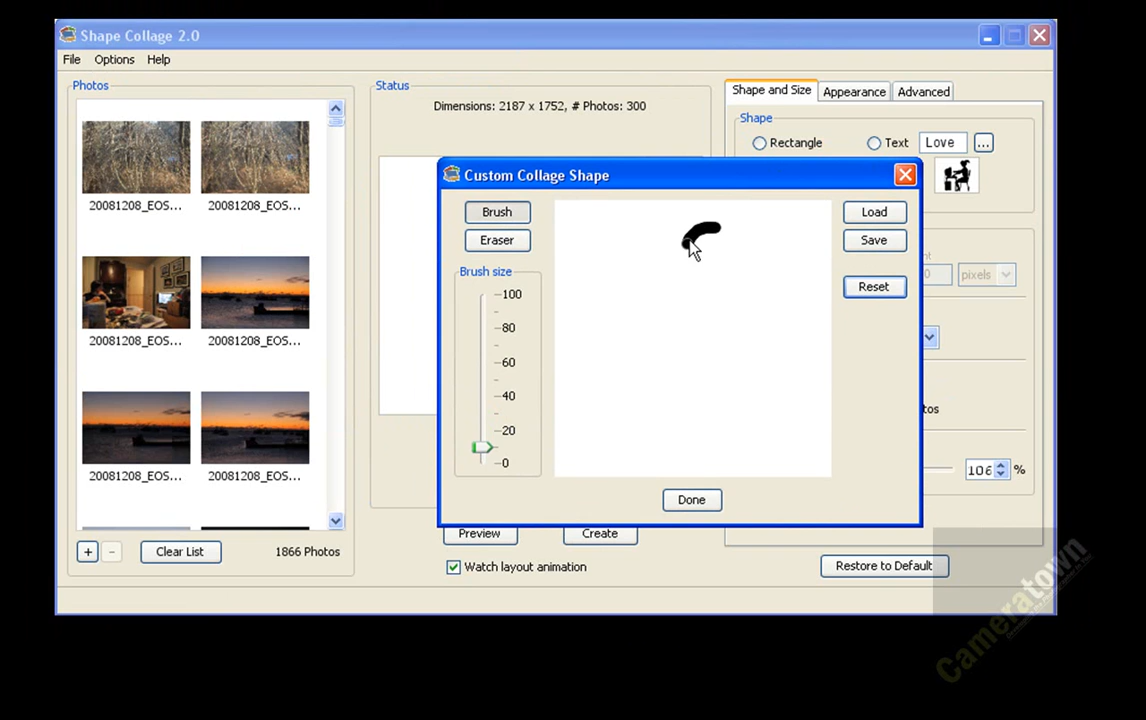 Shape Collage 2.0
File Options Help
Photos
20081208_EOS...
20081208_EOS...
20081208_EOS...
20081208_EOS...
20081208_EOS...
20081208_EOS...
+ - Clear List 1866 Photos
Status
Dimensions: 2187 x 1752, # Photos: 300
Preview Create
Watch layout animation
Shape and Size Appearance Advanced
Shape
Rectangle Text Love ...
pixels
106 %
Restore to Default
Custom Collage Shape
Brush
Eraser
Brush size
100
80
60
40
20
0
Load
Save
Reset
Done
Cameratown